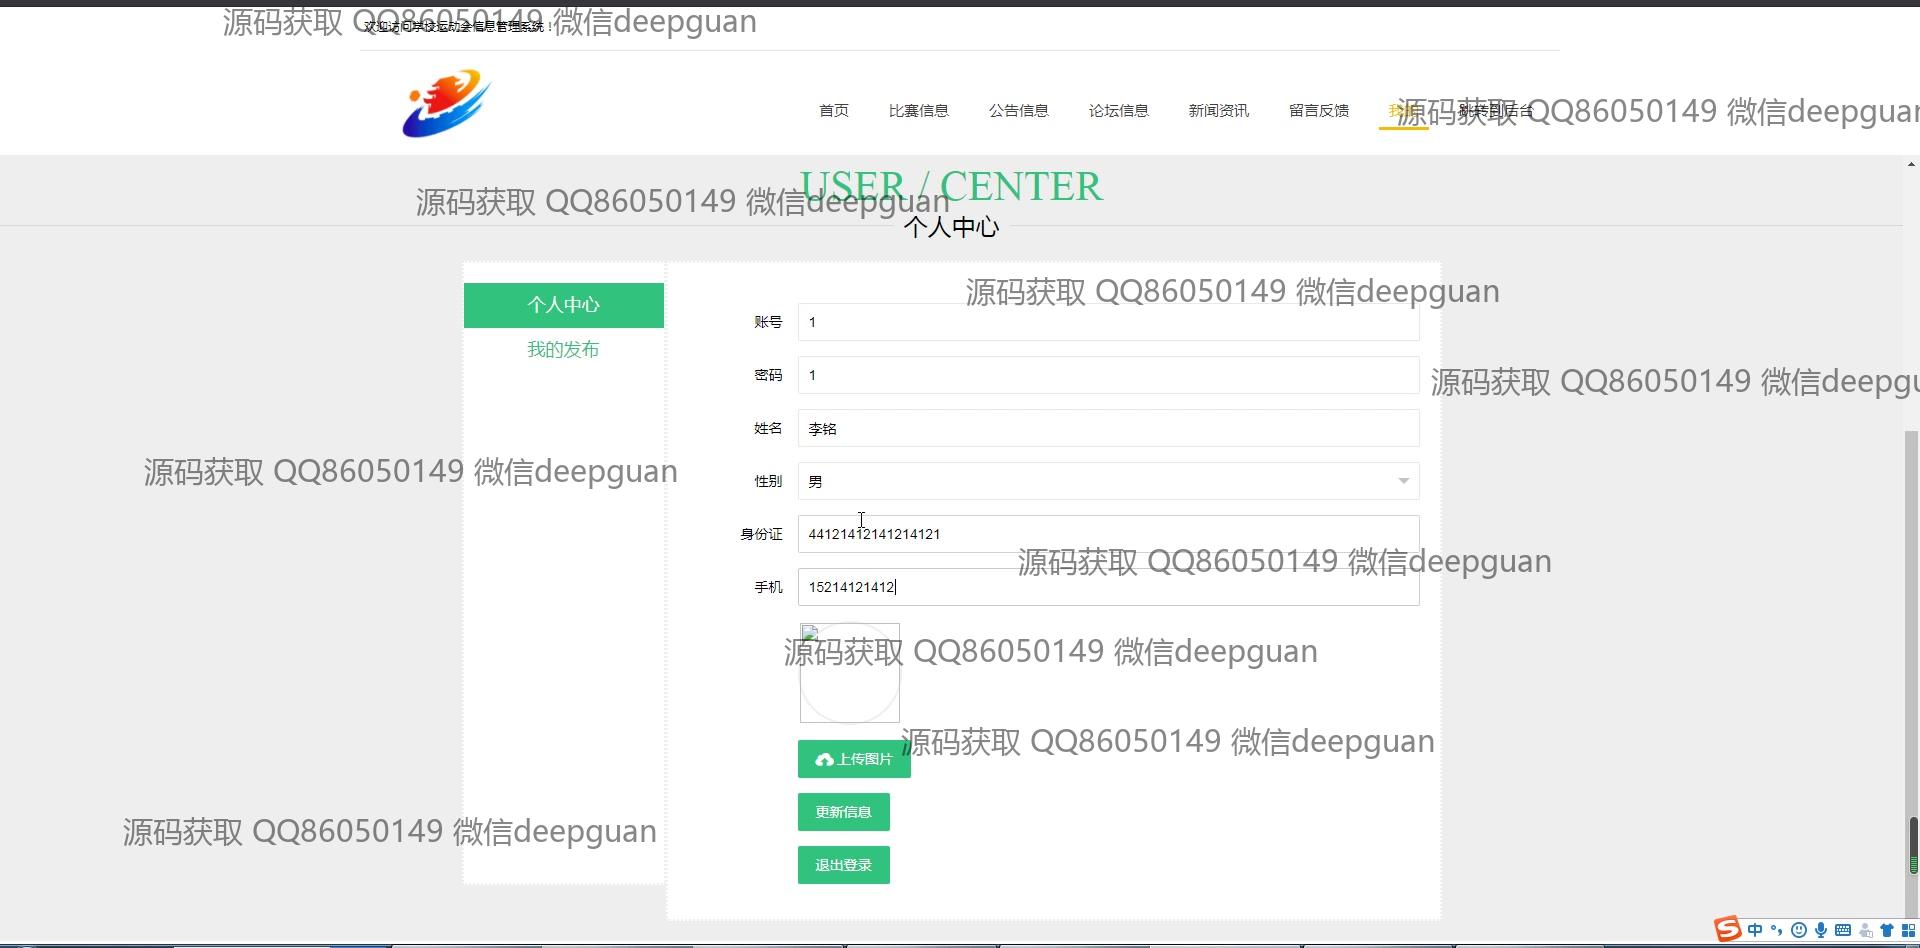 源码获取 QQ86050149 微信deepguan
欢迎访问学校运动会信息管理系统！
首页 比赛信息 公告信息 论坛信息 新闻资讯 留言反馈 我的 跳转到后台
源码获取 QQ86050149 微信deepguan
USER / CENTER
源码获取 QQ86050149 微信deepguan
个人中心
源码获取 QQ86050149 微信deepguan
个人中心
我的发布
账号 1
密码 1
源码获取 QQ86050149 微信deepgu
姓名 李铭
源码获取 QQ86050149 微信deepguan
性别 男
身份证 44121412141214121
源码获取 QQ86050149 微信deepguan
手机 15214121412
源码获取 QQ86050149 微信deepguan
源码获取 QQ86050149 微信deepguan
上传图片
更新信息
源码获取 QQ86050149 微信deepguan
退出登录
中